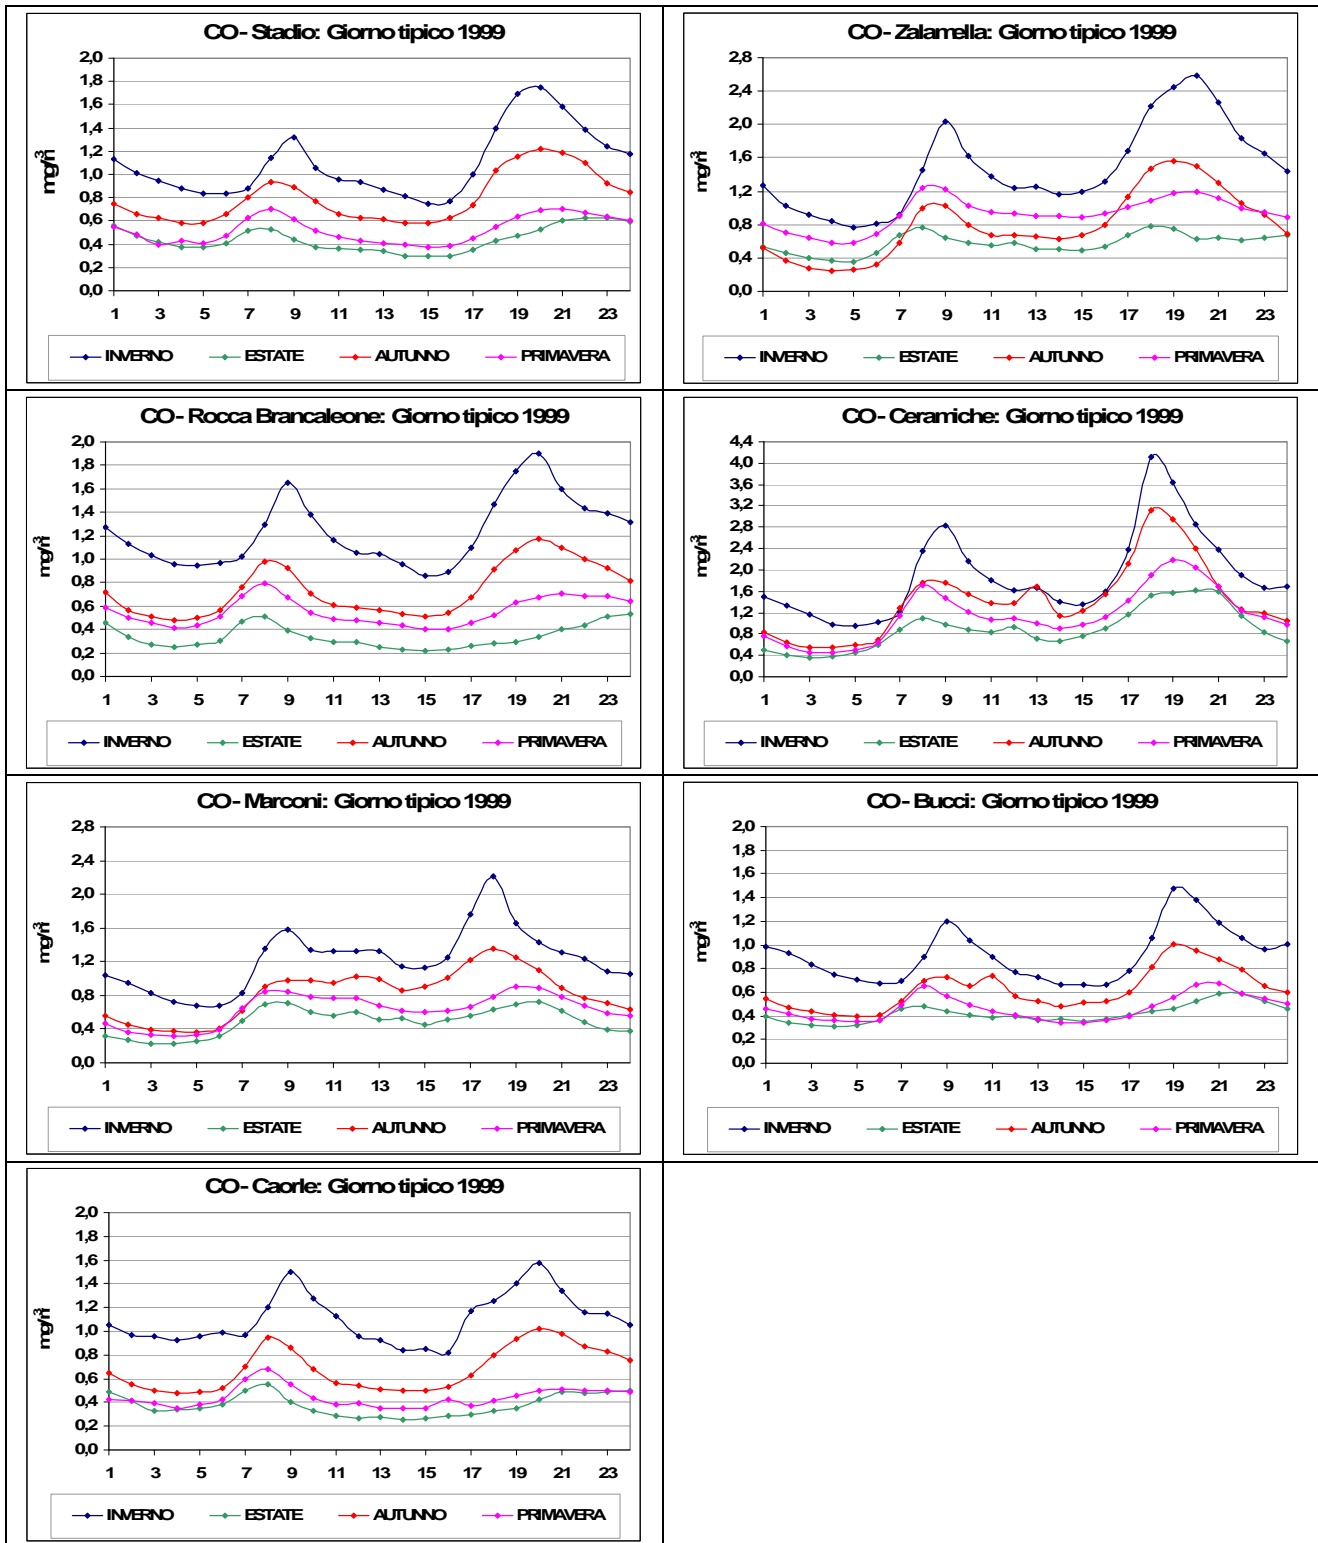 CO - Stadio: Giorno tipico 1999
2,0
1,8
1,6
1,4
1,2
1,0
0,8
0,6
0,4
0,2
0,0
mg/m³
1 3 5 7 9 11 13 15 17 19 21 23
INVERNO ESTATE AUTUNNO PRIMAVERA
CO - Zalamella: Giorno tipico 1999
2,8
2,4
2,0
1,6
1,2
0,8
0,4
0,0
mg/m³
1 3 5 7 9 11 13 15 17 19 21 23
INVERNO ESTATE AUTUNNO PRIMAVERA
CO - Rocca Brancaleone: Giorno tipico 1999
2,0
1,8
1,6
1,4
1,2
1,0
0,8
0,6
0,4
0,2
0,0
mg/m³
1 3 5 7 9 11 13 15 17 19 21 23
INVERNO ESTATE AUTUNNO PRIMAVERA
CO - Ceramiche: Giorno tipico 1999
4,4
4,0
3,6
3,2
2,8
2,4
2,0
1,6
1,2
0,8
0,4
0,0
mg/m³
1 3 5 7 9 11 13 15 17 19 21 23
INVERNO ESTATE AUTUNNO PRIMAVERA
CO - Marconi: Giorno tipico 1999
2,8
2,4
2,0
1,6
1,2
0,8
0,4
0,0
mg/m³
1 3 5 7 9 11 13 15 17 19 21 23
INVERNO ESTATE AUTUNNO PRIMAVERA
CO - Bucci: Giorno tipico 1999
2,0
1,8
1,6
1,4
1,2
1,0
0,8
0,6
0,4
0,2
0,0
mg/m³
1 3 5 7 9 11 13 15 17 19 21 23
INVERNO ESTATE AUTUNNO PRIMAVERA
CO - Caorle: Giorno tipico 1999
2,0
1,8
1,6
1,4
1,2
1,0
0,8
0,6
0,4
0,2
0,0
mg/m³
1 3 5 7 9 11 13 15 17 19 21 23
INVERNO ESTATE AUTUNNO PRIMAVERA